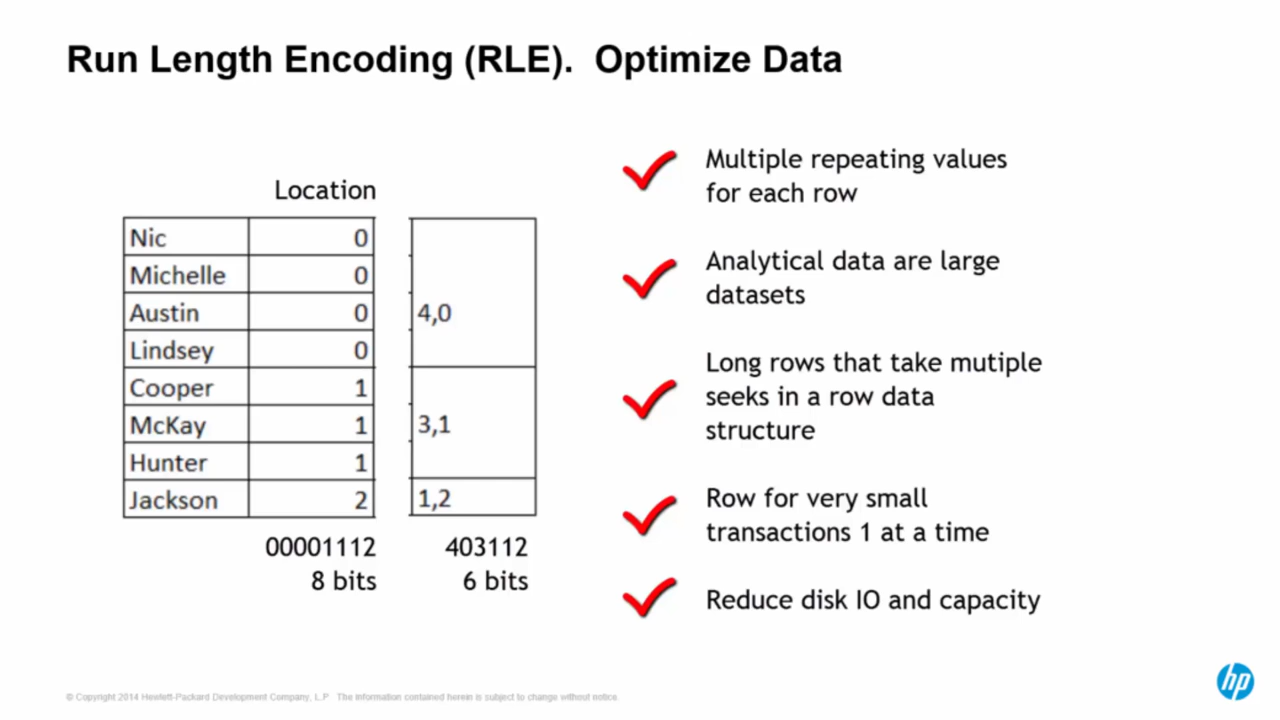 Run Length Encoding (RLE).  Optimize Data
Location
Nic 0
Michelle 0
Austin 0
Lindsey 0
Cooper 1
McKay 1
Hunter 1
Jackson 2
4,0
3,1
1,2
00001112
8 bits
403112
6 bits
Multiple repeating values
for each row
Analytical data are large
datasets
Long rows that take mutiple
seeks in a row data
structure
Row for very small
transactions 1 at a time
Reduce disk IO and capacity
© Copyright 2014 Hewlett-Packard Development Company, L.P.  The information contained herein is subject to change without notice.
hp